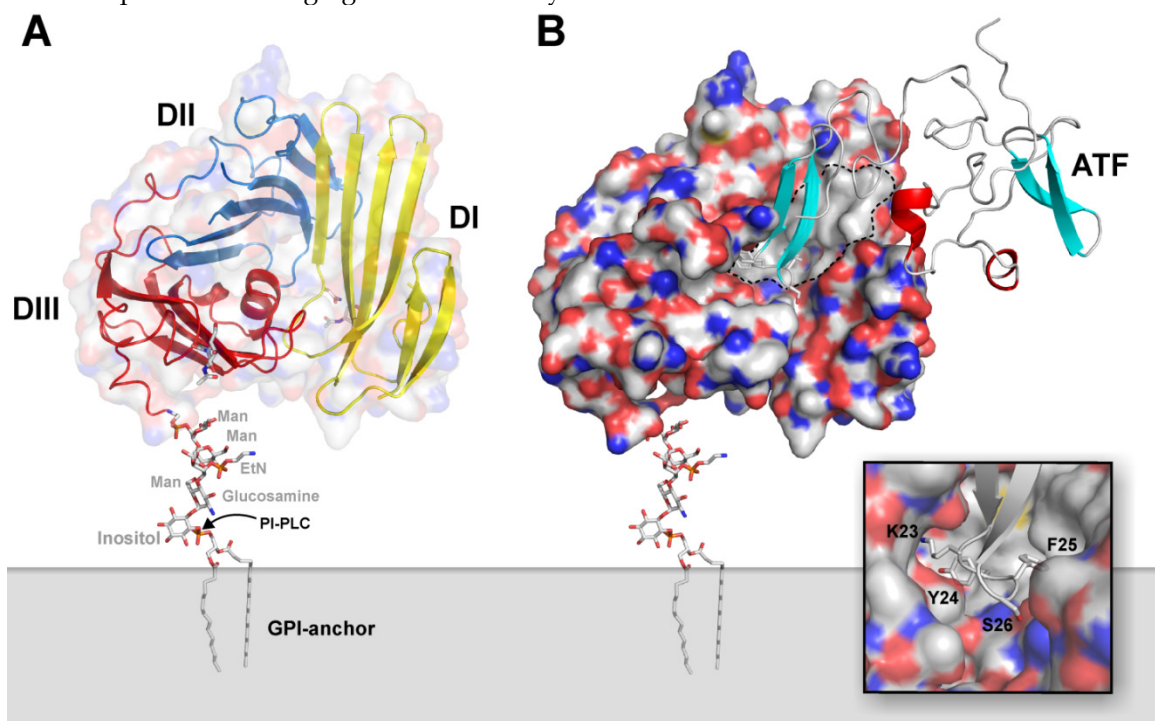 A
B
DII
DI
DIII
ATF
Man
Man
EtN
Man
Glucosamine
PI-PLC
Inositol
GPI-anchor
K23
F25
Y24
S26